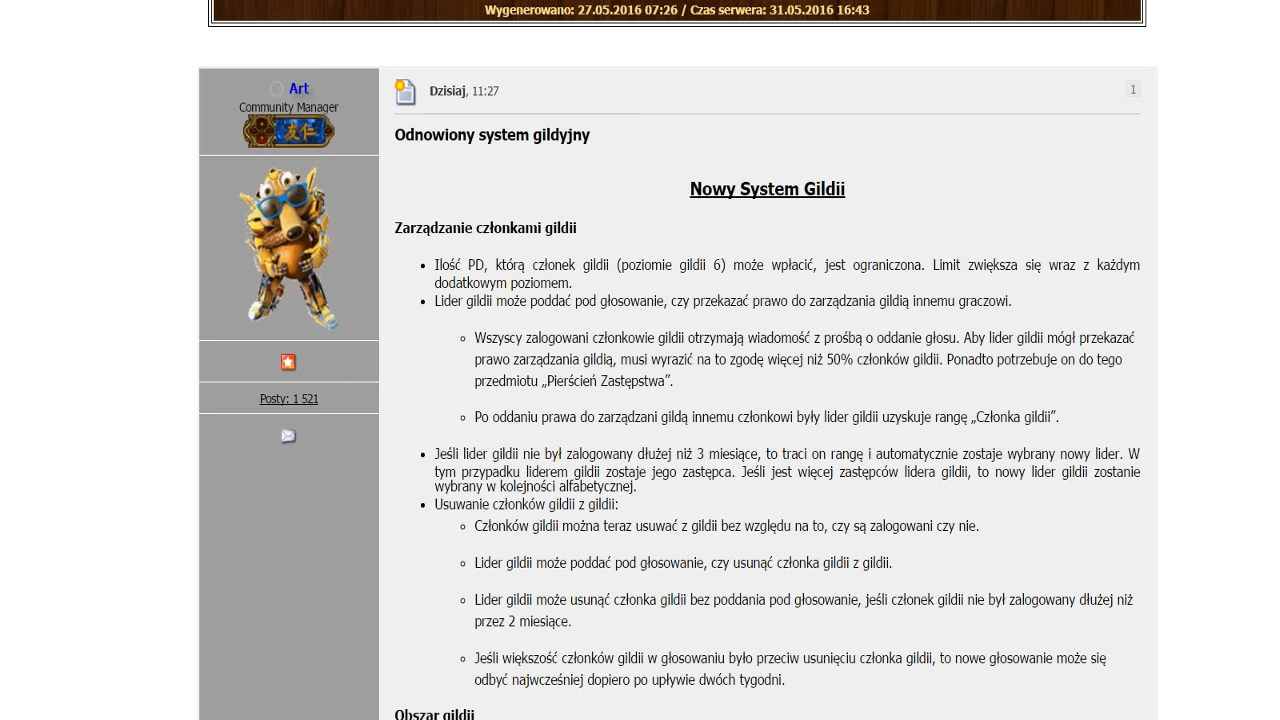 Wygenerowano: 27.05.2016 07:26 / Czas serwera: 31.05.2016 16:43
Art
Community Manager
友仁
Posty: 1 521
Dzisiaj, 11:27
1
Odnowiony system gildyjny
Nowy System Gildii
Zarządzanie członkami gildii
Ilość PD, którą członek gildii (poziomie gildii 6) może wpłacić, jest ograniczona. Limit zwiększa się wraz z każdym
dodatkowym poziomem.
Lider gildii może poddać pod głosowanie, czy przekazać prawo do zarządzania gildią innemu graczowi.
Wszyscy zalogowani członkowie gildii otrzymają wiadomość z prośbą o oddanie głosu. Aby lider gildii mógł przekazać
prawo zarządzania gildią, musi wyrazić na to zgodę więcej niż 50% członków gildii. Ponadto potrzebuje on do tego
przedmiotu „Pierścień Zastępstwa”.
Po oddaniu prawa do zarządzani gildą innemu członkowi były lider gildii uzyskuje rangę „Członka gildii”.
Jeśli lider gildii nie był zalogowany dłużej niż 3 miesiące, to traci on rangę i automatycznie zostaje wybrany nowy lider. W
tym przypadku liderem gildii zostaje jego zastępca. Jeśli jest więcej zastępców lidera gildii, to nowy lider gildii zostanie
wybrany w kolejności alfabetycznej.
Usuwanie członków gildii z gildii:
Członków gildii można teraz usuwać z gildii bez względu na to, czy są zalogowani czy nie.
Lider gildii może poddać pod głosowanie, czy usunąć członka gildii z gildii.
Lider gildii może usunąć członka gildii bez poddania pod głosowanie, jeśli członek gildii nie był zalogowany dłużej niż
przez 2 miesiące.
Jeśli większość członków gildii w głosowaniu było przeciw usunięciu członka gildii, to nowe głosowanie może się
odbyć najwcześniej dopiero po upływie dwóch tygodni.
Obszar gildii